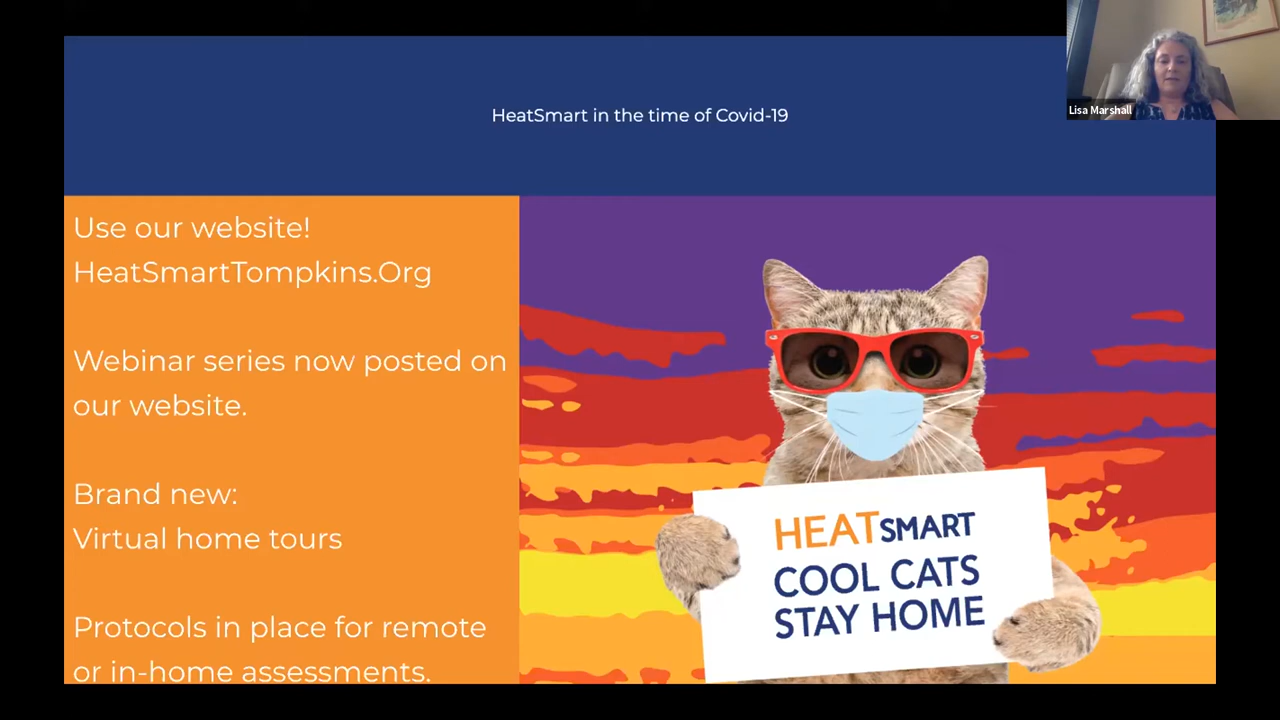 Lisa Marshall
HeatSmart in the time of Covid-19
Use our website!
HeatSmartTompkins.Org
Webinar series now posted on
our website.
Brand new:
Virtual home tours
Protocols in place for remote
or in-home assessments.
HEATSMART
COOL CATS
STAY HOME